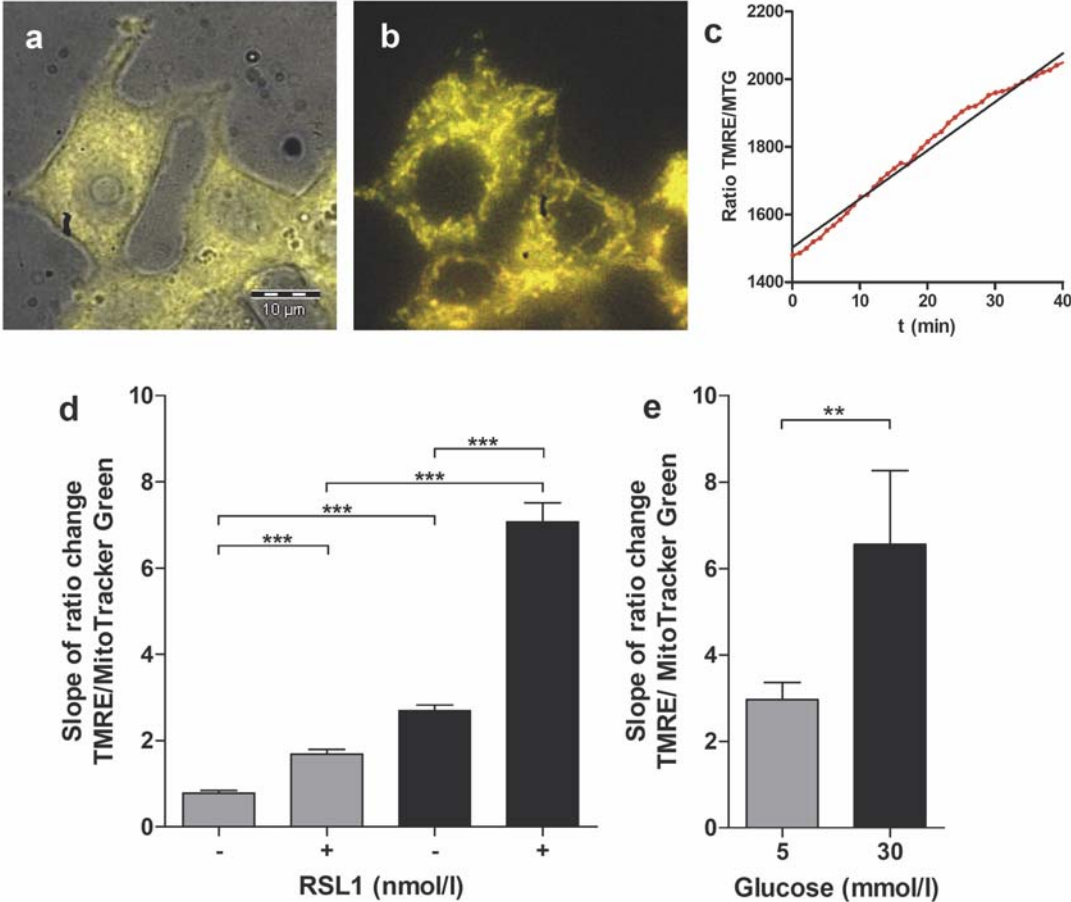 a
10 µm
b
c
Ratio TMRE/MTG
2200
2000
1800
1600
1400
0 10 20 30 40
t (min)
d
Slope of ratio change
TMRE/MitoTracker Green
10
8
6
4
2
0
***
***
***
***
- + - +
RSL1 (nmol/l)
e
Slope of ratio change
TMRE/ MitoTracker Green
10
8
6
4
2
0
**
5 30
Glucose (mmol/l)